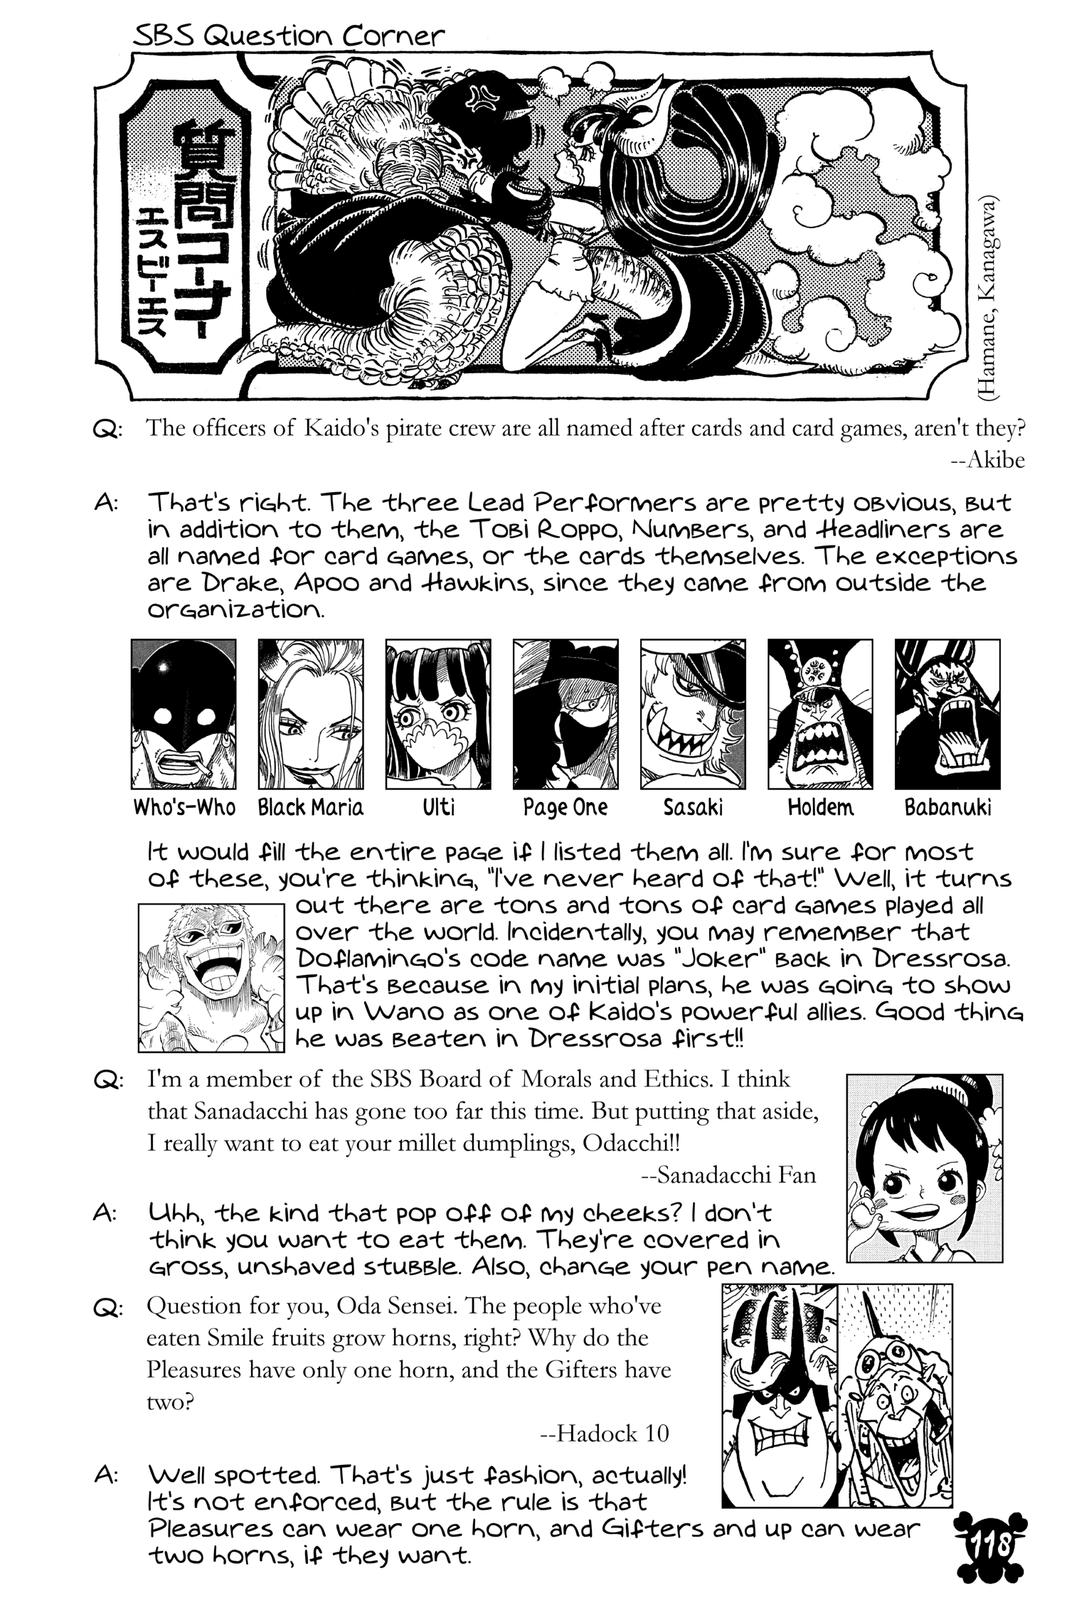 SBS Question Corner
質問コーナー
エスビーエス
(Hamane, Kanagawa)
Q: The officers of Kaido's pirate crew are all named after cards and card games, aren't they?
--Akibe
A: That's right. The three Lead Performers are pretty obvious, but
in addition to them, the Tobi Roppo, Numbers, and Headliners are
all named for card games, or the cards themselves. The exceptions
are Drake, Apoo and Hawkins, since they came from outside the
organization.
Who's-Who Black Maria Ulti Page One Sasaki Holdem Babanuki
It would fill the entire page if I listed them all. I'm sure for most
of these, you're thinking, "I've never heard of that!" Well, it turns
out there are tons and tons of card games played all
over the world. Incidentally, you may remember that
Doflamingo's code name was "Joker" back in Dressrosa.
That's because in my initial plans, he was going to show
up in Wano as one of Kaido's powerful allies. Good thing
he was beaten in Dressrosa first!!
Q: I'm a member of the SBS Board of Morals and Ethics. I think
that Sanadacchi has gone too far this time. But putting that aside,
I really want to eat your millet dumplings, Odacchi!!
--Sanadacchi Fan
A: Uhh, the kind that pop off of my cheeks? I don't
think you want to eat them. They're covered in
gross, unshaved stubble. Also, change your pen name.
Q: Question for you, Oda Sensei. The people who've
eaten Smile fruits grow horns, right? Why do the
Pleasures have only one horn, and the Gifters have
two?
--Hadock 10
A: Well spotted. That's just fashion, actually!
It's not enforced, but the rule is that
Pleasures can wear one horn, and Gifters and up can wear
two horns, if they want.
118